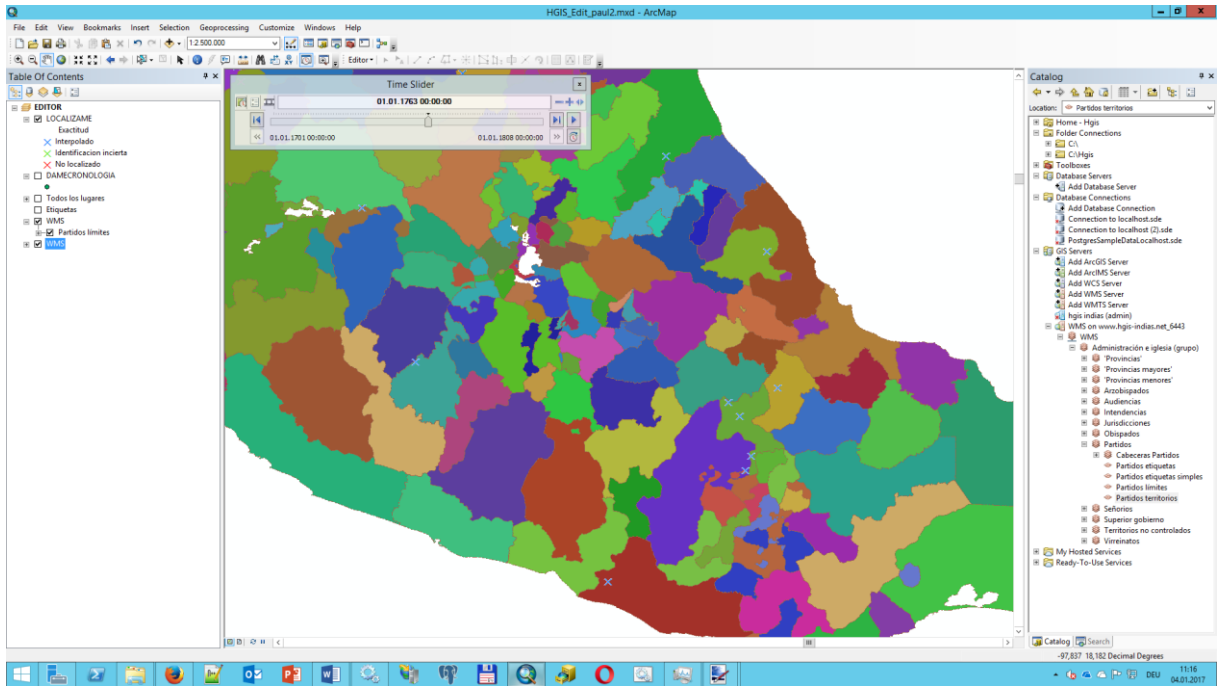 HGIS_Edit_paul2.mxd - ArcMap
File Edit View Bookmarks Insert Selection Geoprocessing Customize Windows Help
1:2.500.000
Editor
Table Of Contents
EDITOR
LOCALIZAME
Exactitud
Interpolado
Identificacion incierta
No localizado
DAMECRONOLOGIA
Todos los lugares
Etiquetas
WMS
Partidos límites
WMS
Time Slider
01.01.1763 00:00:00
01.01.1701 00:00:00 01.01.1808 00:00:00
Catalog
Location: Partidos territorios
Home - Hgis
Folder Connections
C:\
C:\Hgis
Toolboxes
Database Servers
Add Database Server
Database Connections
Add Database Connection
Connection to localhost.sde
Connection to localhost (2).sde
PostgresSampleDataLocalhost.sde
GIS Servers
Add ArcGIS Server
Add ArcIMS Server
Add WCS Server
Add WMS Server
Add WMTS Server
hgis indias (admin)
WMS on www.hgis-indias.net_6443
WMS
Administración e iglesia (grupo)
'Provincias'
'Provincias mayores'
'Provincias menores'
Arzobispados
Audiencias
Intendencias
Jurisdicciones
Obispados
Partidos
Cabeceras Partidos
Partidos etiquetas
Partidos etiquetas simples
Partidos límites
Partidos territorios
Señorios
Superior gobierno
Territorios no controlados
Virreinatos
My Hosted Services
Ready-To-Use Services
Catalog Search
-97,837 18,182 Decimal Degrees
DEU 11:16
04.01.2017